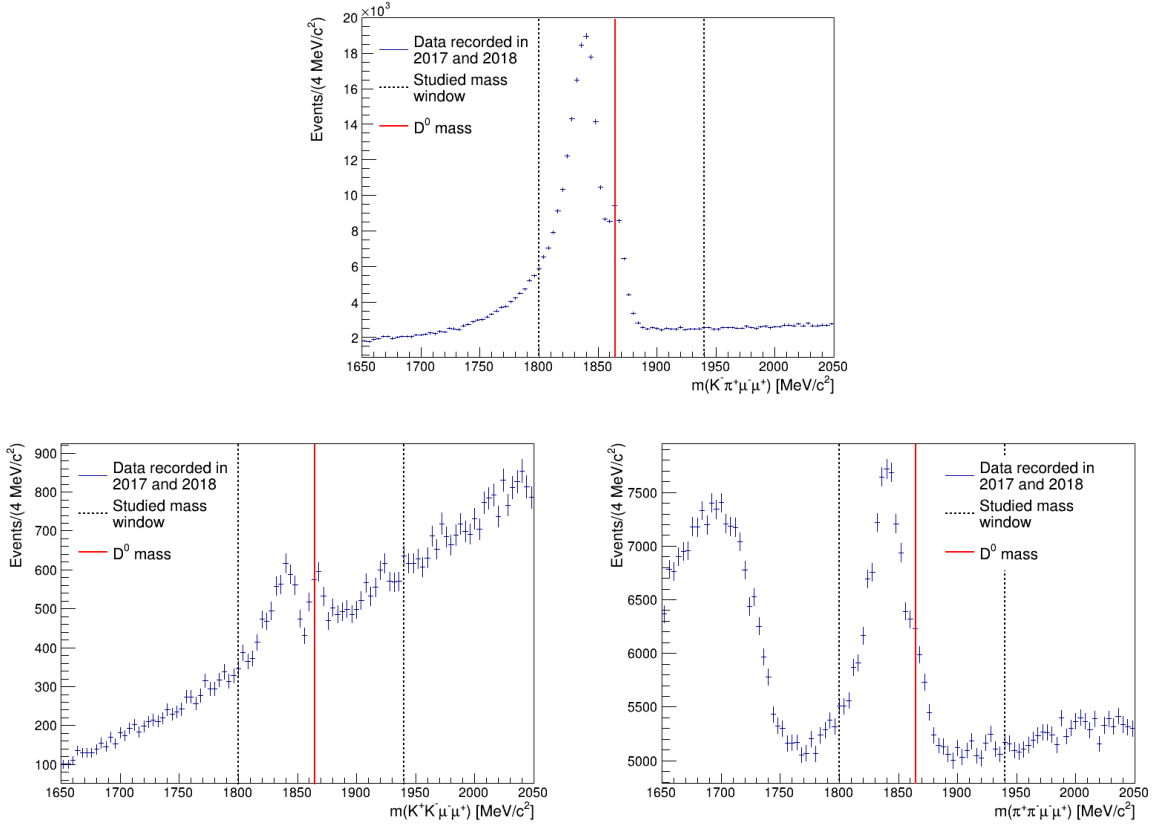 ×10³
20
18
16
14
12
10
8
6
4
2
Events/(4 MeV/c²)
Data recorded in
2017 and 2018
Studied mass
window
D⁰ mass
1650 1700 1750 1800 1850 1900 1950 2000 2050
m(K⁻π⁺μ⁻μ⁺) [MeV/c²]
900
800
700
600
500
400
300
200
100
Events/(4 MeV/c²)
Data recorded in
2017 and 2018
Studied mass
window
D⁰ mass
1650 1700 1750 1800 1850 1900 1950 2000 2050
m(K⁺K⁻μ⁻μ⁺) [MeV/c²]
7500
7000
6500
6000
5500
5000
Events/(4 MeV/c²)
Data recorded in
2017 and 2018
Studied mass
window
D⁰ mass
1650 1700 1750 1800 1850 1900 1950 2000 2050
m(π⁺π⁻μ⁻μ⁺) [MeV/c²]